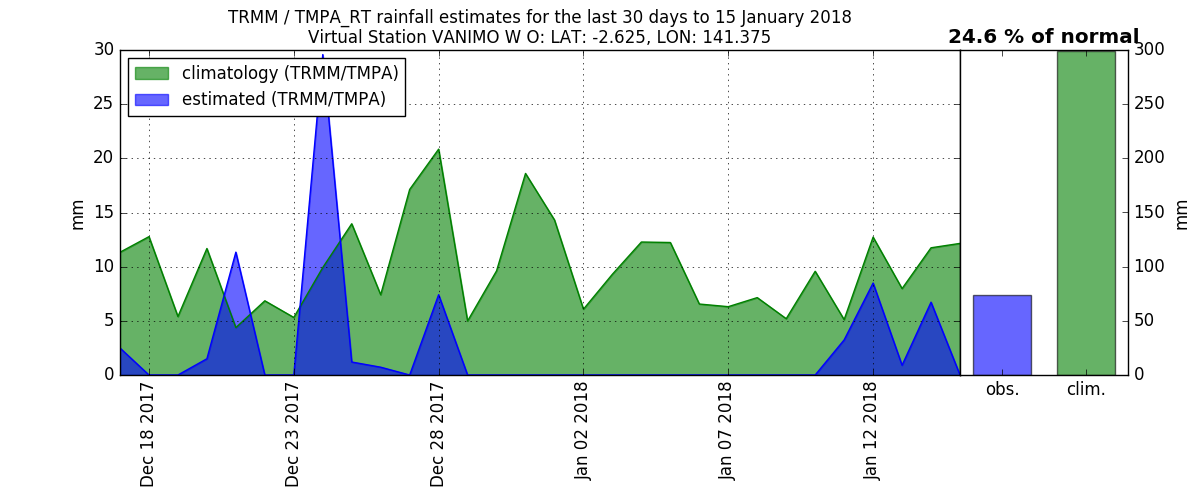 TRMM / TMPA_RT rainfall estimates for the last 30 days to 15 January 2018
Virtual Station VANIMO W O: LAT: -2.625, LON: 141.375
24.6 % of normal
climatology (TRMM/TMPA)
estimated (TRMM/TMPA)
mm
30
25
20
15
10
5
0
Dec 18 2017
Dec 23 2017
Dec 28 2017
Jan 02 2018
Jan 07 2018
Jan 12 2018
obs.
clim.
300
250
200
150
100
50
0
mm